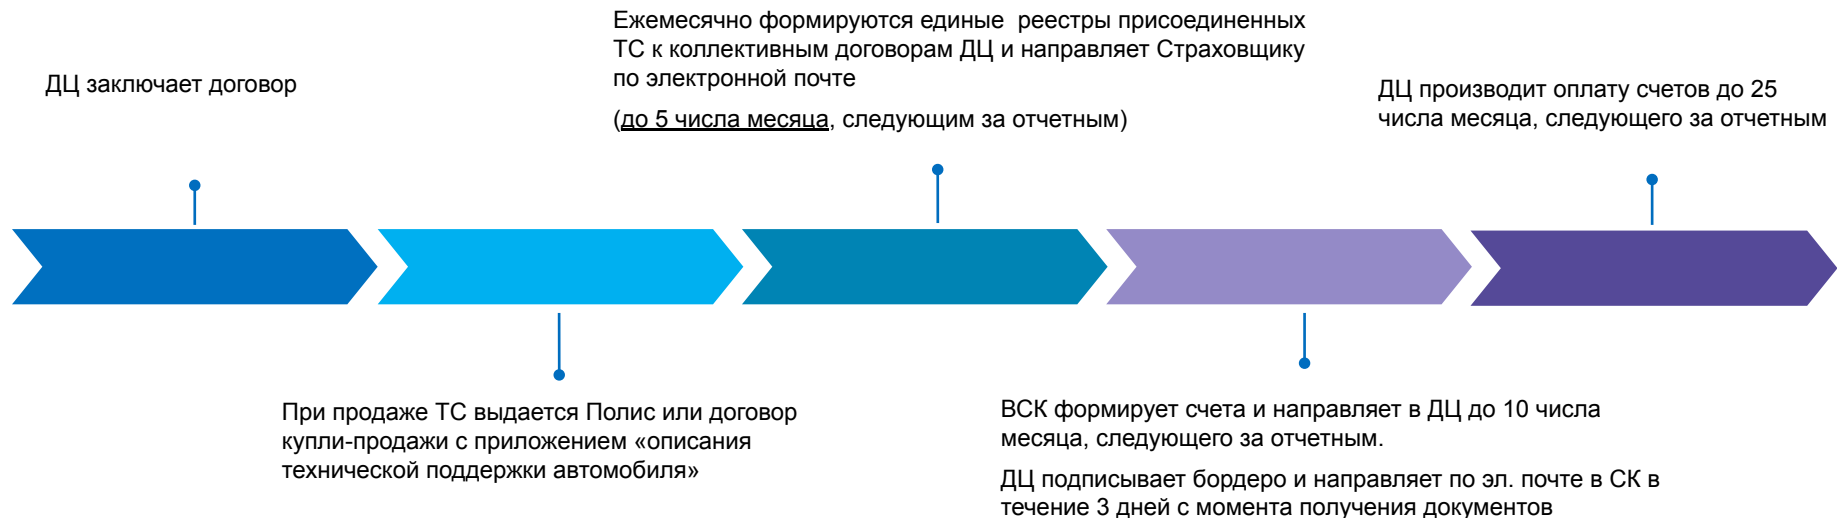 ДЦ заключает договор
При продаже ТС выдается Полис или договор
купли-продажи с приложением «описания
технической поддержки автомобиля»
Ежемесячно формируются единые  реестры присоединенных
ТС к коллективным договорам ДЦ и направляет Страховщику
по электронной почте
(до 5 числа месяца, следующим за отчетным)
ВСК формирует счета и направляет в ДЦ до 10 числа
месяца, следующего за отчетным.
ДЦ подписывает бордеро и направляет по эл. почте в СК в
течение 3 дней с момента получения документов
ДЦ производит оплату счетов до 25
числа месяца, следующего за отчетным